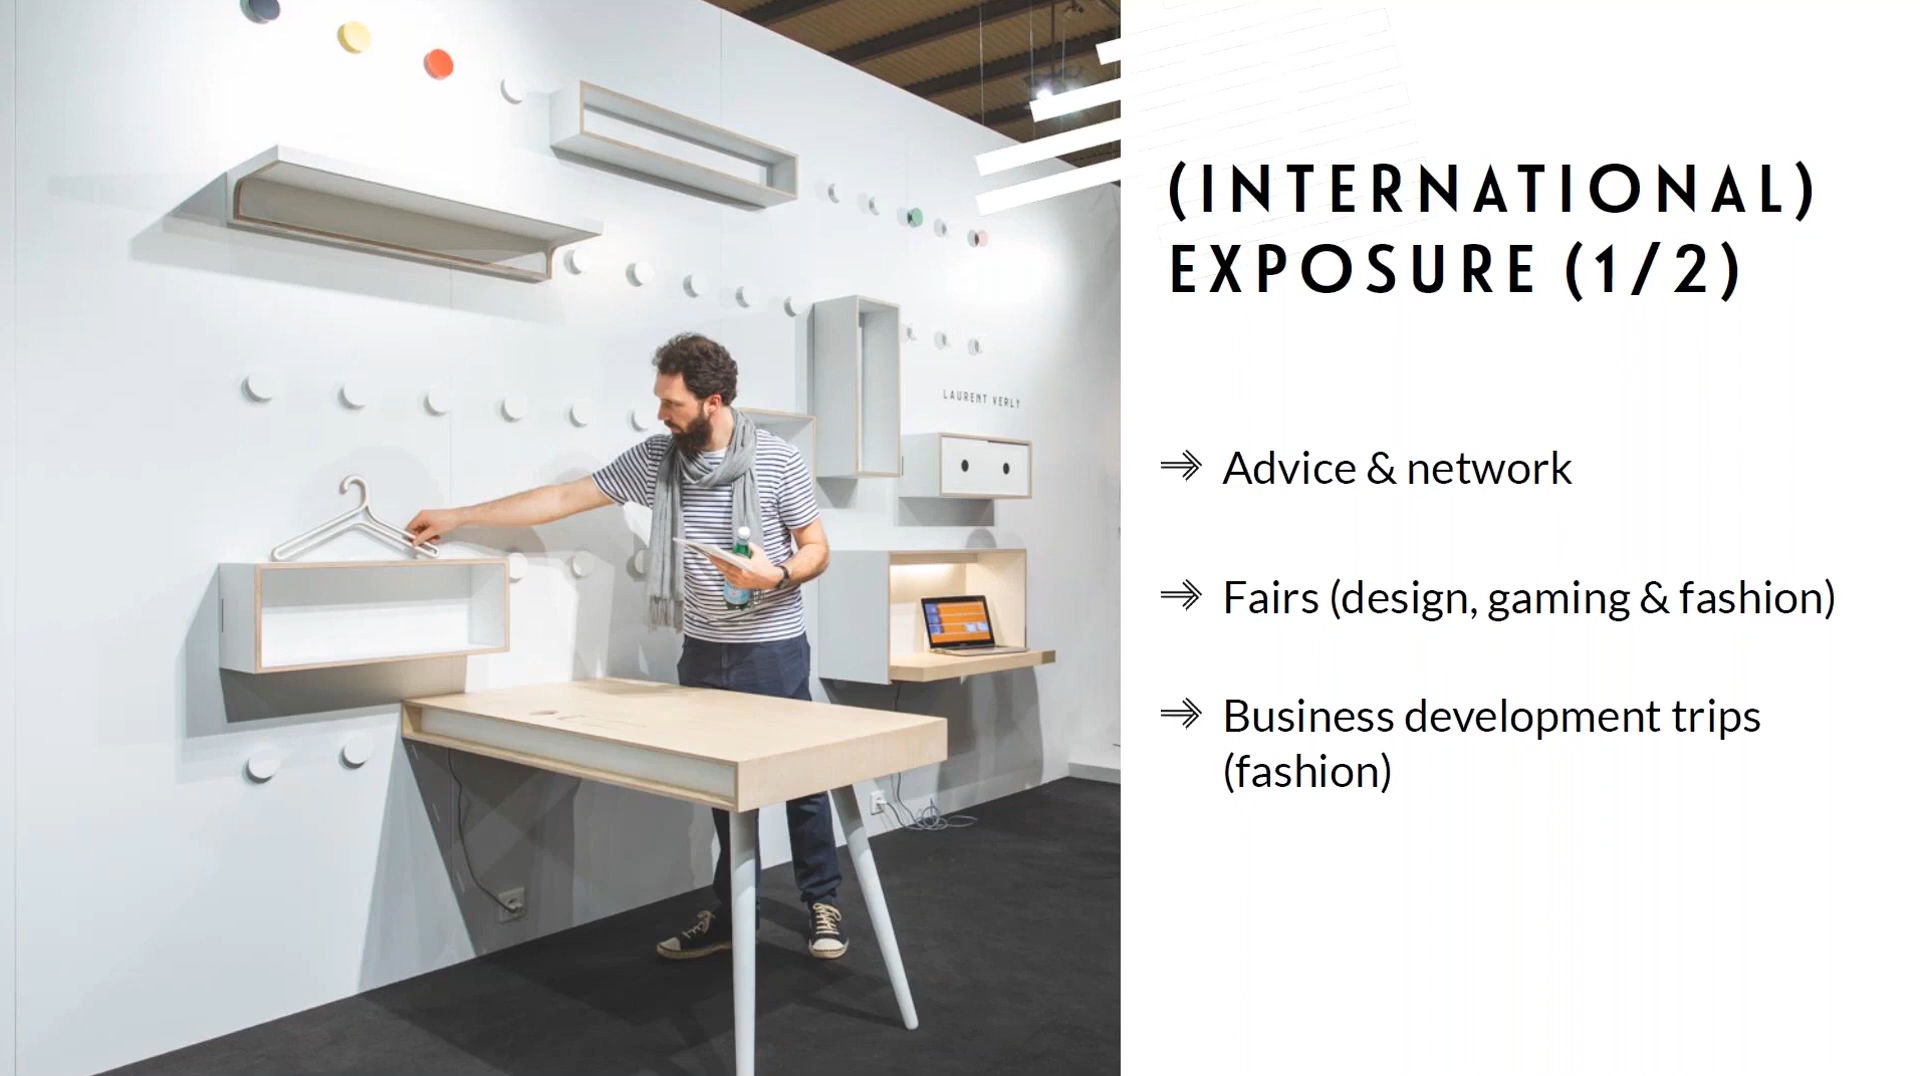 (INTERNATIONAL)
EXPOSURE (1/2)
LAURENT VERLY
Advice & network
Fairs (design, gaming & fashion)
Business development trips
(fashion)